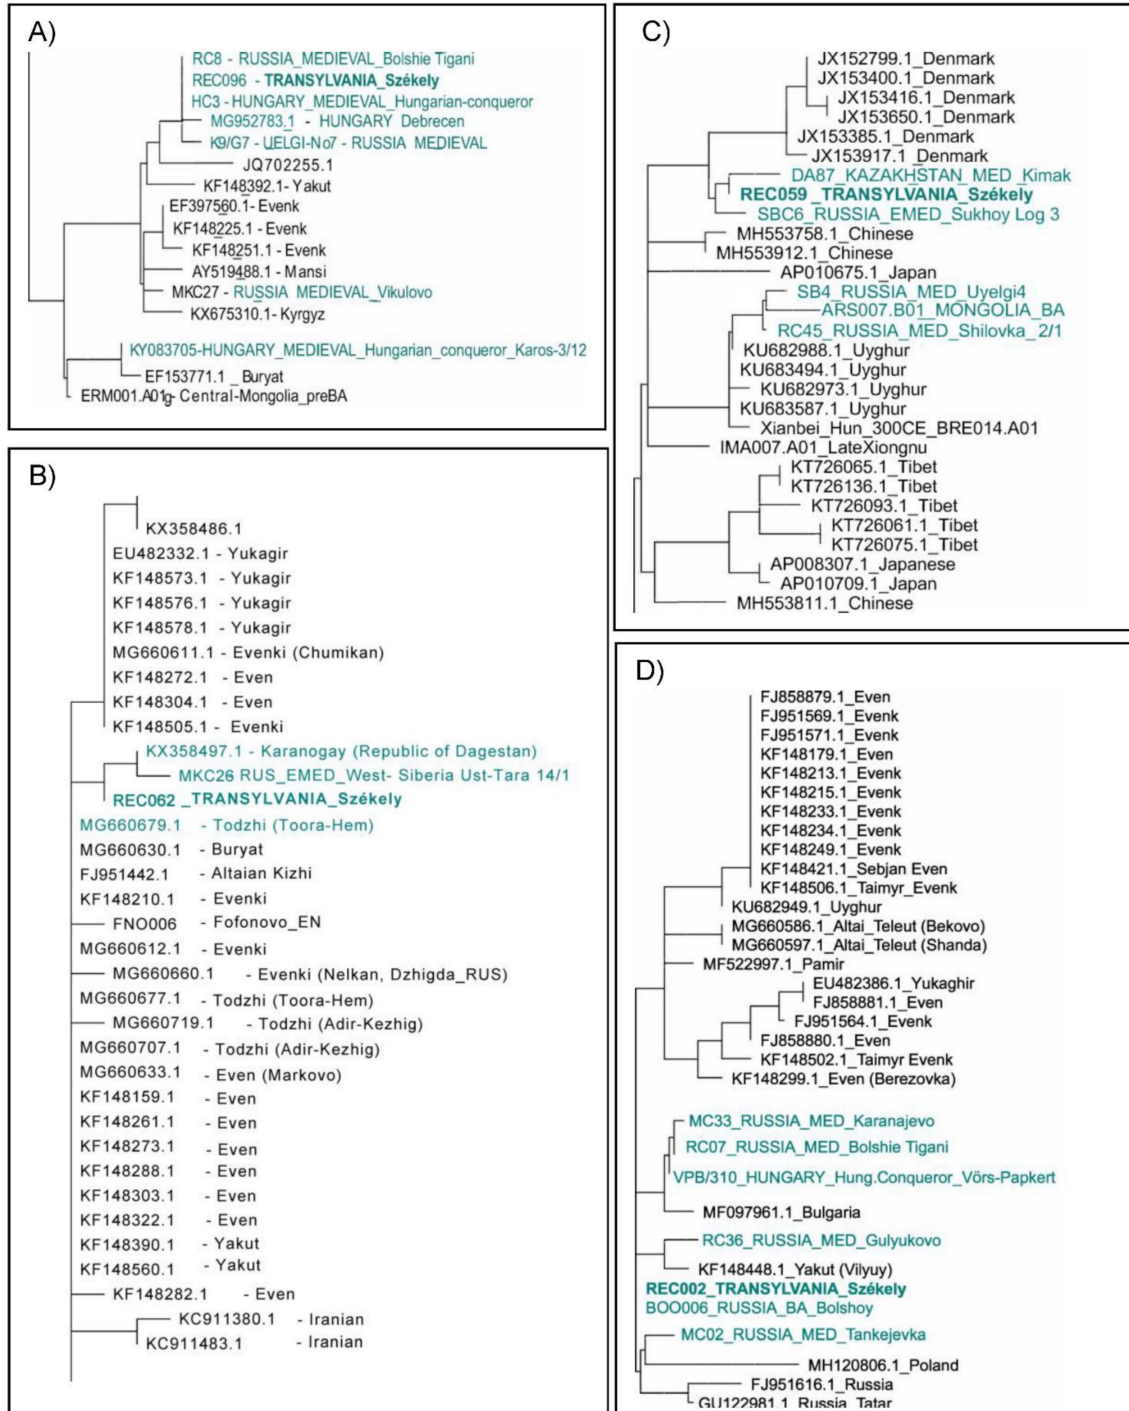 A)
RC8 - RUSSIA_MEDIEVAL_Bolshie Tigani
REC096 - TRANSYLVANIA_Székely
HC3 - HUNGARY_MEDIEVAL_Hungarian-conqueror
MG952783.1 - HUNGARY Debrecen
K9/G7 - UELGI-No7 - RUSSIA MEDIEVAL
JQ702255.1
KF148392.1- Yakut
EF397560.1- Evenk
KF148225.1 - Evenk
KF148251.1 - Evenk
AY519488.1 - Mansi
MKC27 - RUSSIA MEDIEVAL_Vikulovo
KX675310.1- Kyrgyz
KY083705-HUNGARY_MEDIEVAL_Hungarian_conqueror_Karos-3/12
EF153771.1 _ Buryat
ERM001.A01g- Central-Mongolia_preBA
B)
KX358486.1
EU482332.1 - Yukagir
KF148573.1 - Yukagir
KF148576.1 - Yukagir
KF148578.1 - Yukagir
MG660611.1 - Evenki (Chumikan)
KF148272.1 - Even
KF148304.1 - Even
KF148505.1 - Evenki
KX358497.1 - Karanogay (Republic of Dagestan)
MKC26 RUS_EMED_West- Siberia Ust-Tara 14/1
REC062 _TRANSYLVANIA_Székely
MG660679.1 - Todzhi (Toora-Hem)
MG660630.1 - Buryat
FJ951442.1 - Altaian Kizhi
KF148210.1 - Evenki
FNO006 - Fofonovo_EN
MG660612.1 - Evenki
MG660660.1 - Evenki (Nelkan, Dzhigda_RUS)
MG660677.1 - Todzhi (Toora-Hem)
MG660719.1 - Todzhi (Adir-Kezhig)
MG660707.1 - Todzhi (Adir-Kezhig)
MG660633.1 - Even (Markovo)
KF148159.1 - Even
KF148261.1 - Even
KF148273.1 - Even
KF148288.1 - Even
KF148303.1 - Even
KF148322.1 - Even
KF148390.1 - Yakut
KF148560.1 - Yakut
KF148282.1 - Even
KC911380.1 - Iranian
KC911483.1 - Iranian
C)
JX152799.1_Denmark
JX153400.1_Denmark
JX153416.1_Denmark
JX153650.1_Denmark
JX153385.1_Denmark
JX153917.1_Denmark
DA87_KAZAKHSTAN_MED_Kimak
REC059_TRANSYLVANIA_Székely
SBC6_RUSSIA_EMED_Sukhoy Log 3
MH553758.1_Chinese
MH553912.1_Chinese
AP010675.1_Japan
SB4_RUSSIA_MED_Uyelgi4
ARS007.B01_MONGOLIA_BA
RC45_RUSSIA_MED_Shilovka_2/1
KU682988.1_Uyghur
KU683494.1_Uyghur
KU682973.1_Uyghur
KU683587.1_Uyghur
Xianbei_Hun_300CE_BRE014.A01
IMA007.A01_LateXiongnu
KT726065.1_Tibet
KT726136.1_Tibet
KT726093.1_Tibet
KT726061.1_Tibet
KT726075.1_Tibet
AP008307.1_Japanese
AP010709.1_Japan
MH553811.1_Chinese
D)
FJ858879.1_Even
FJ951569.1_Evenk
FJ951571.1_Evenk
KF148179.1_Even
KF148213.1_Evenk
KF148215.1_Evenk
KF148233.1_Evenk
KF148234.1_Evenk
KF148249.1_Evenk
KF148421.1_Sebjan Even
KF148506.1_Taimyr_Evenk
KU682949.1_Uyghur
MG660586.1_Altai_Teleut (Bekovo)
MG660597.1_Altai_Teleut (Shanda)
MF522997.1_Pamir
EU482386.1_Yukaghir
FJ858881.1_Even
FJ951564.1_Evenk
FJ858880.1_Even
KF148502.1_Taimyr Evenk
KF148299.1_Even (Berezovka)
MC33_RUSSIA_MED_Karanajevo
RC07_RUSSIA_MED_Bolshie Tigani
VPB/310_HUNGARY_Hung.Conqueror_Vörs-Papkert
MF097961.1_Bulgaria
RC36_RUSSIA_MED_Gulyukovo
KF148448.1_Yakut (Vilyuy)
REC002_TRANSYLVANIA_Székely
BOO006_RUSSIA_BA_Bolshoy
MC02_RUSSIA_MED_Tankejevka
MH120806.1_Poland
FJ951616.1_Russia
GU122981.1_Russia_Tatar